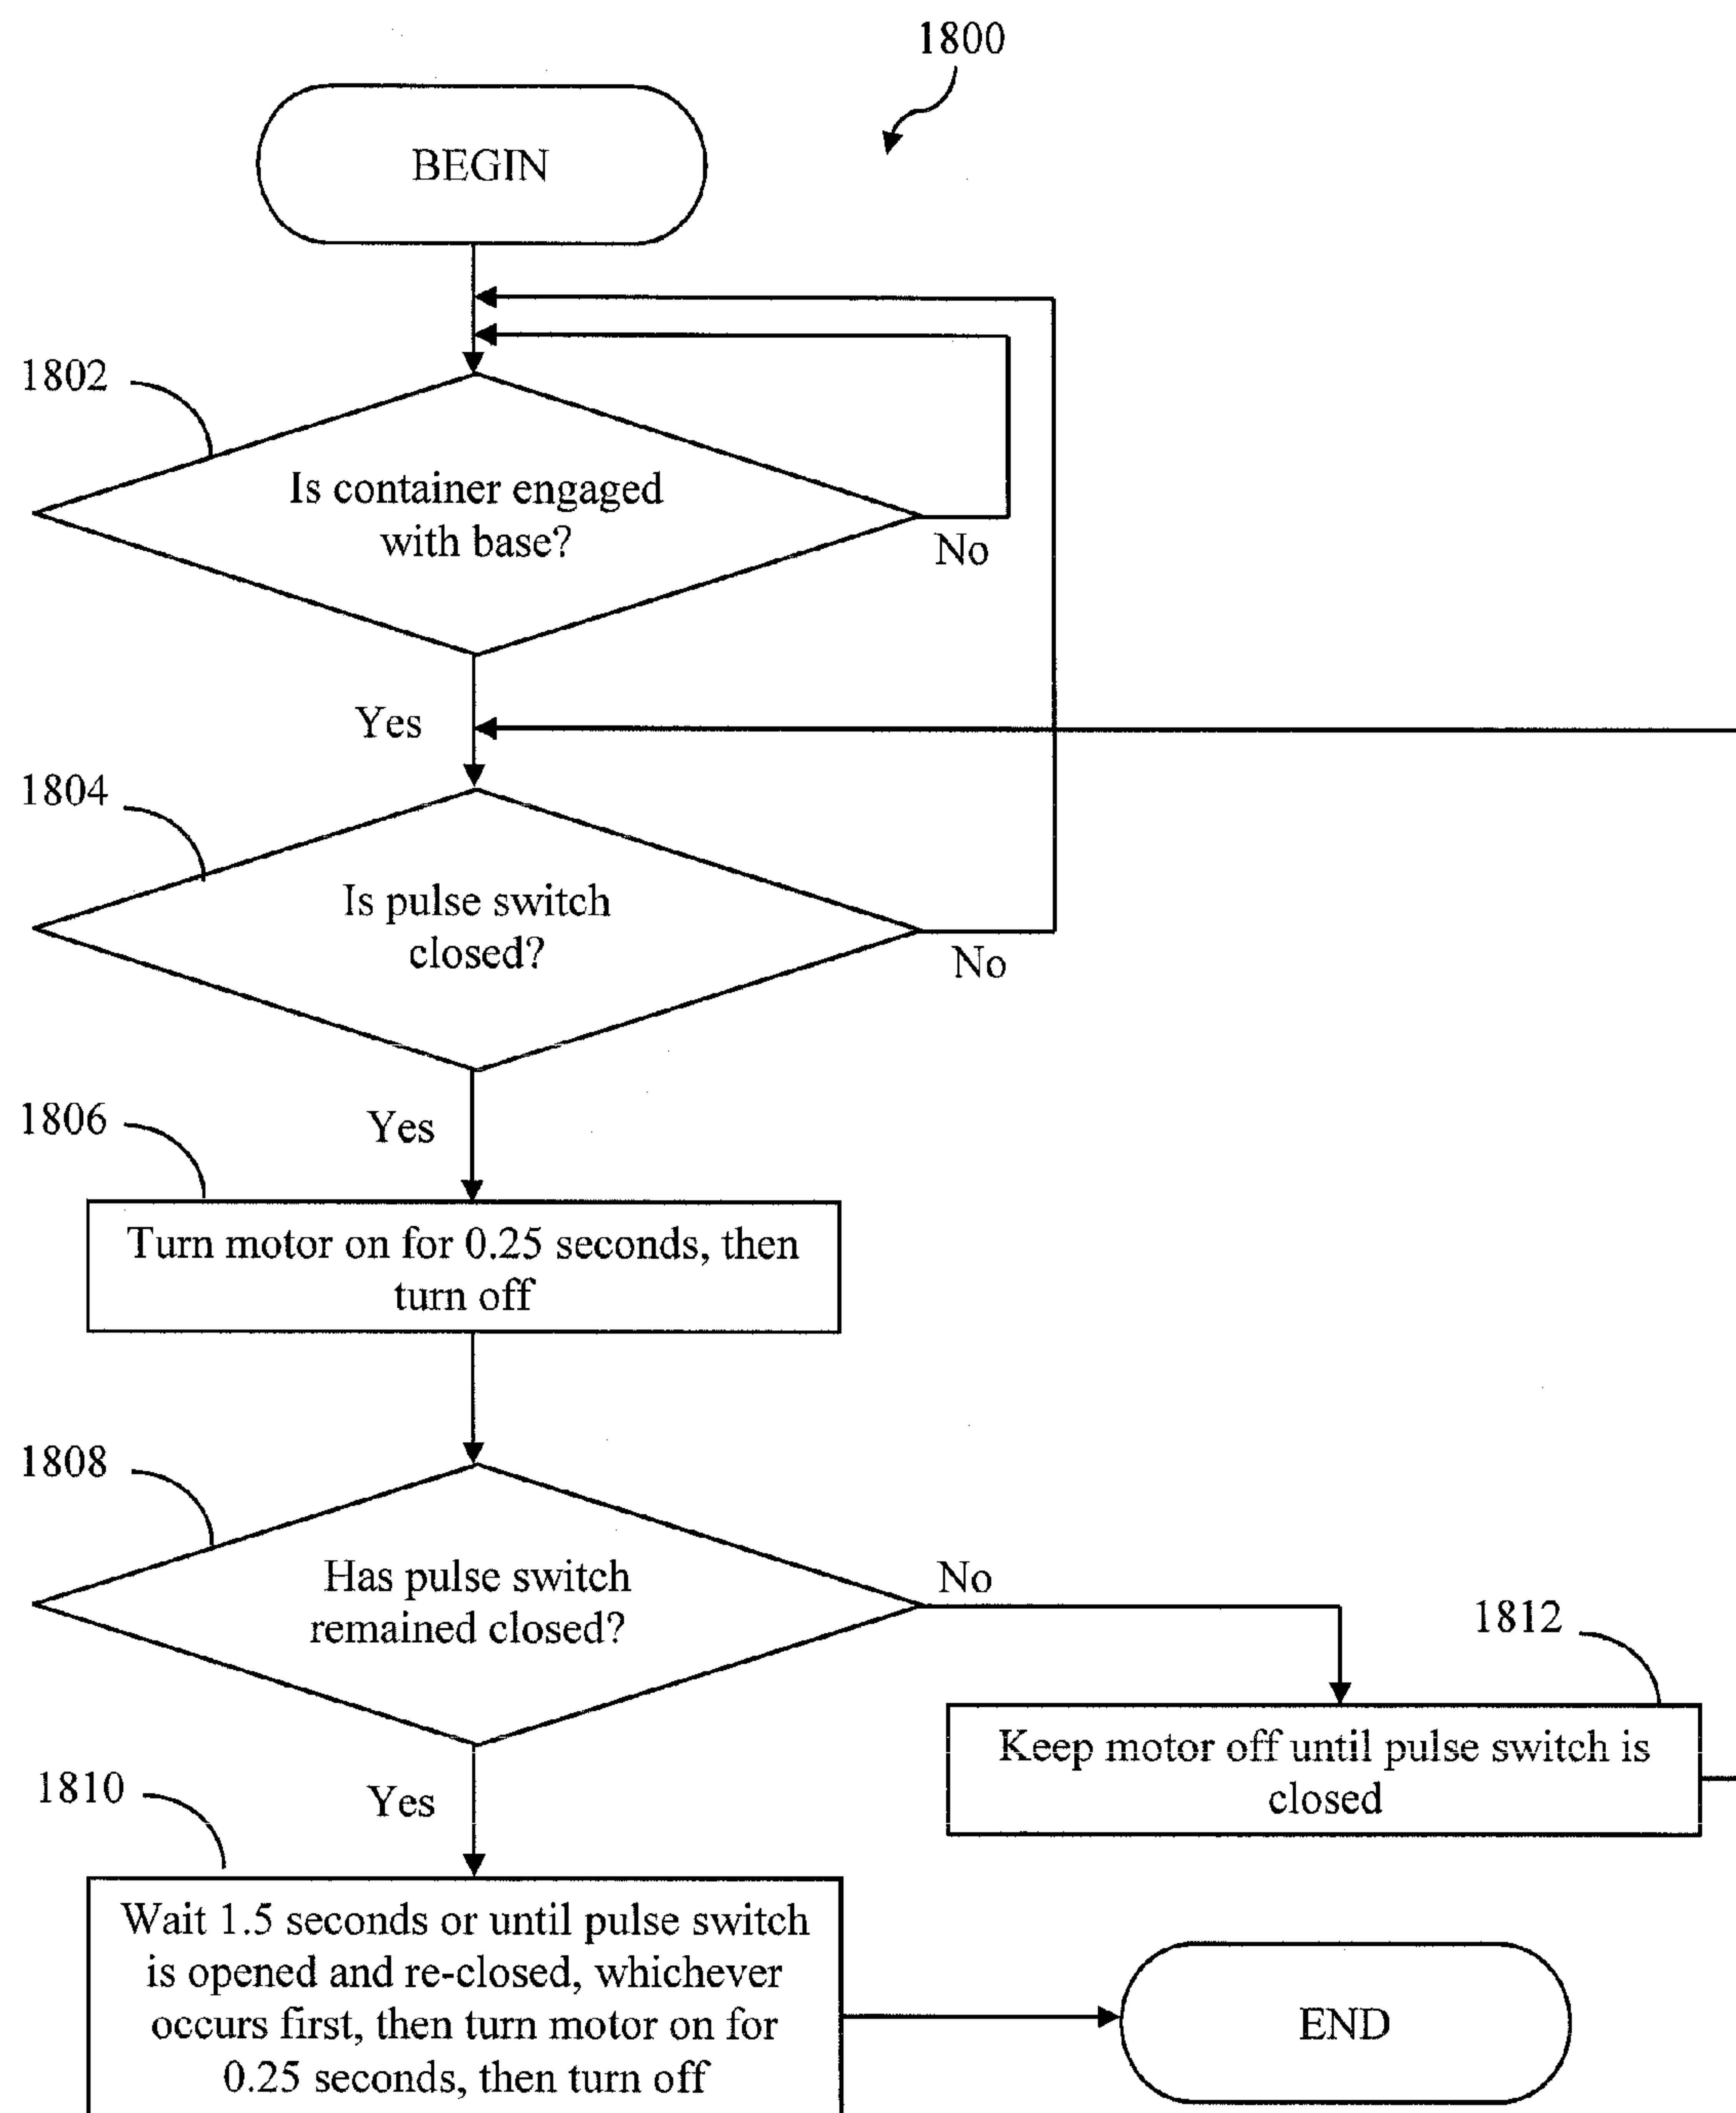 1800
BEGIN
1802
Is container engaged
with base?
No
Yes
1804
Is pulse switch
closed?
No
Yes
1806
Turn motor on for 0.25 seconds, then
turn off
1808
Has pulse switch
remained closed?
No
1812
Keep motor off until pulse switch is
closed
Yes
1810
Wait 1.5 seconds or until pulse switch
is opened and re-closed, whichever
occurs first, then turn motor on for
0.25 seconds, then turn off
END